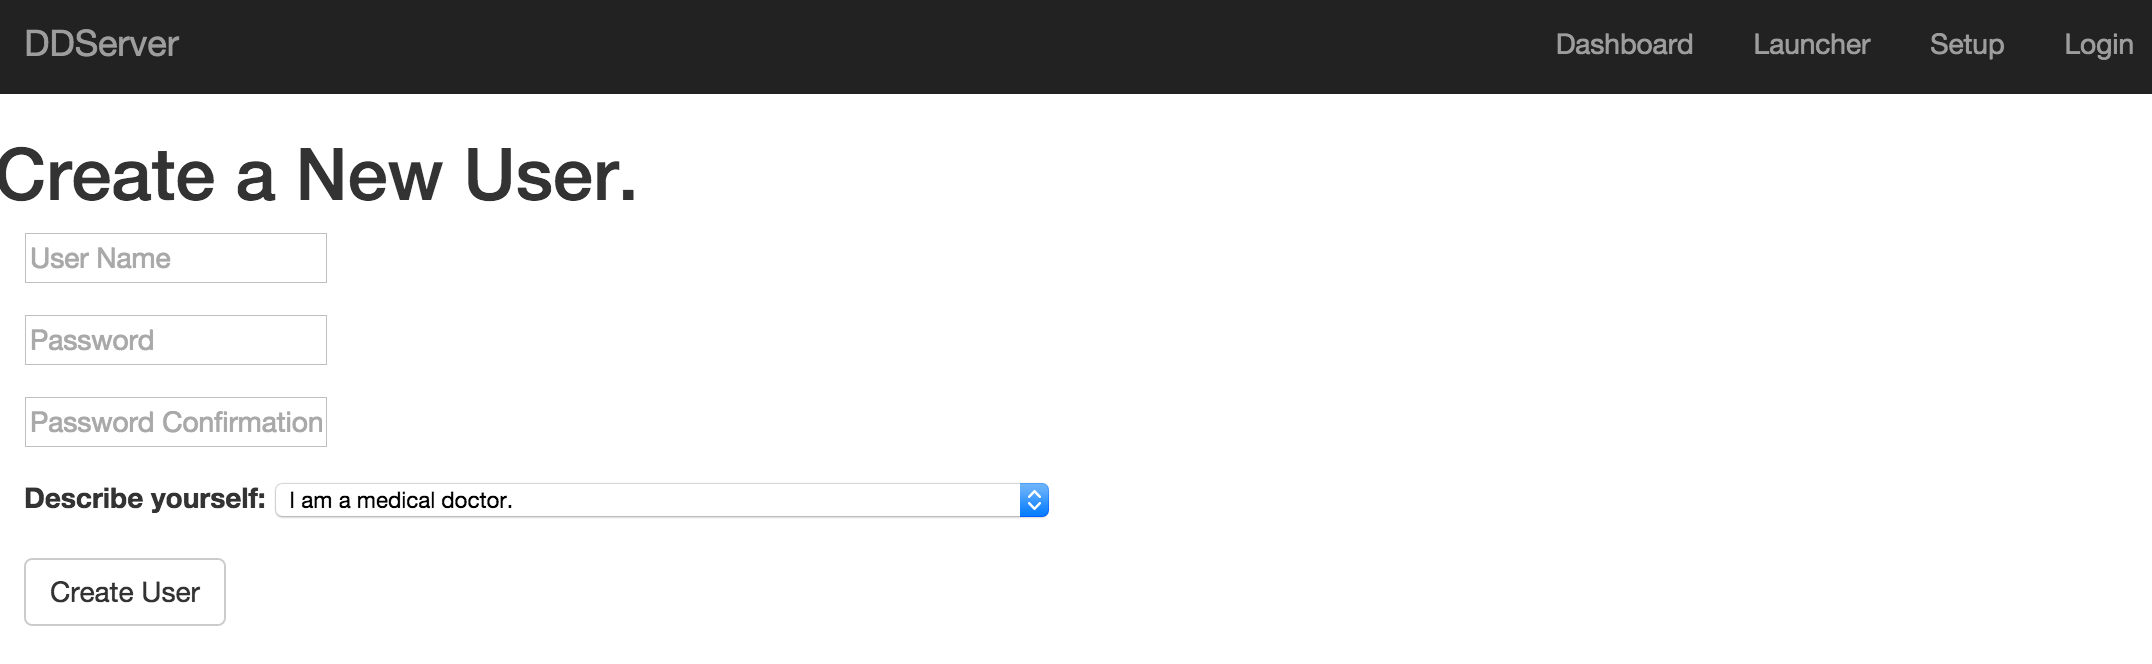 DDServer Dashboard Launcher Setup Login
Create a New User.
User Name
Password
Password Confirmation
Describe yourself: I am a medical doctor.
Create User